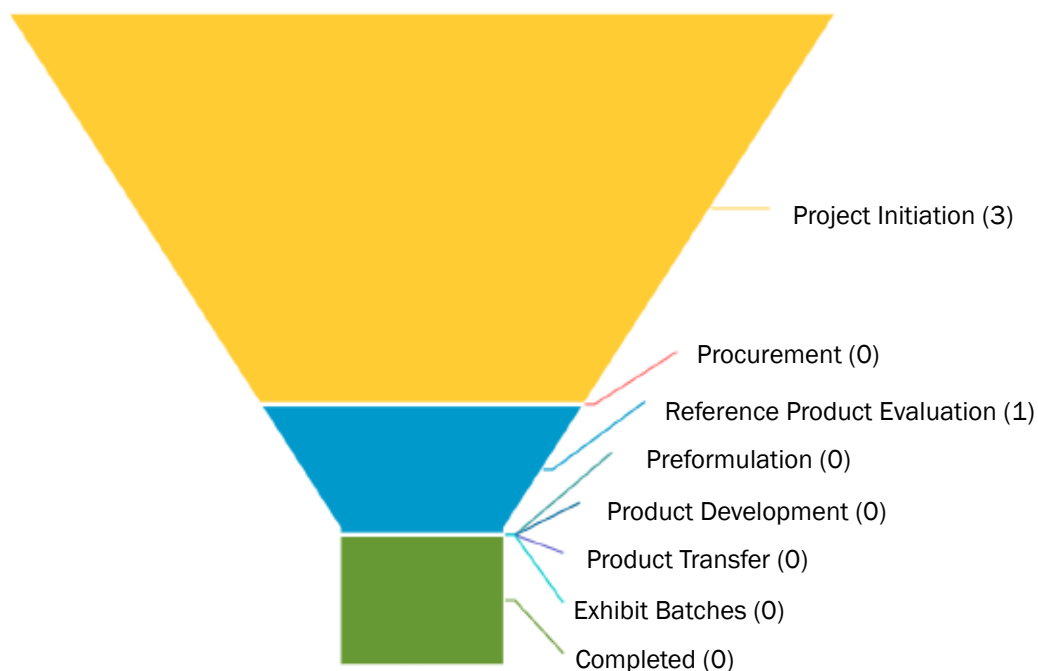 Project Initiation (3)
Procurement (0)
Reference Product Evaluation (1)
Preformulation (0)
Product Development (0)
Product Transfer (0)
Exhibit Batches (0)
Completed (0)